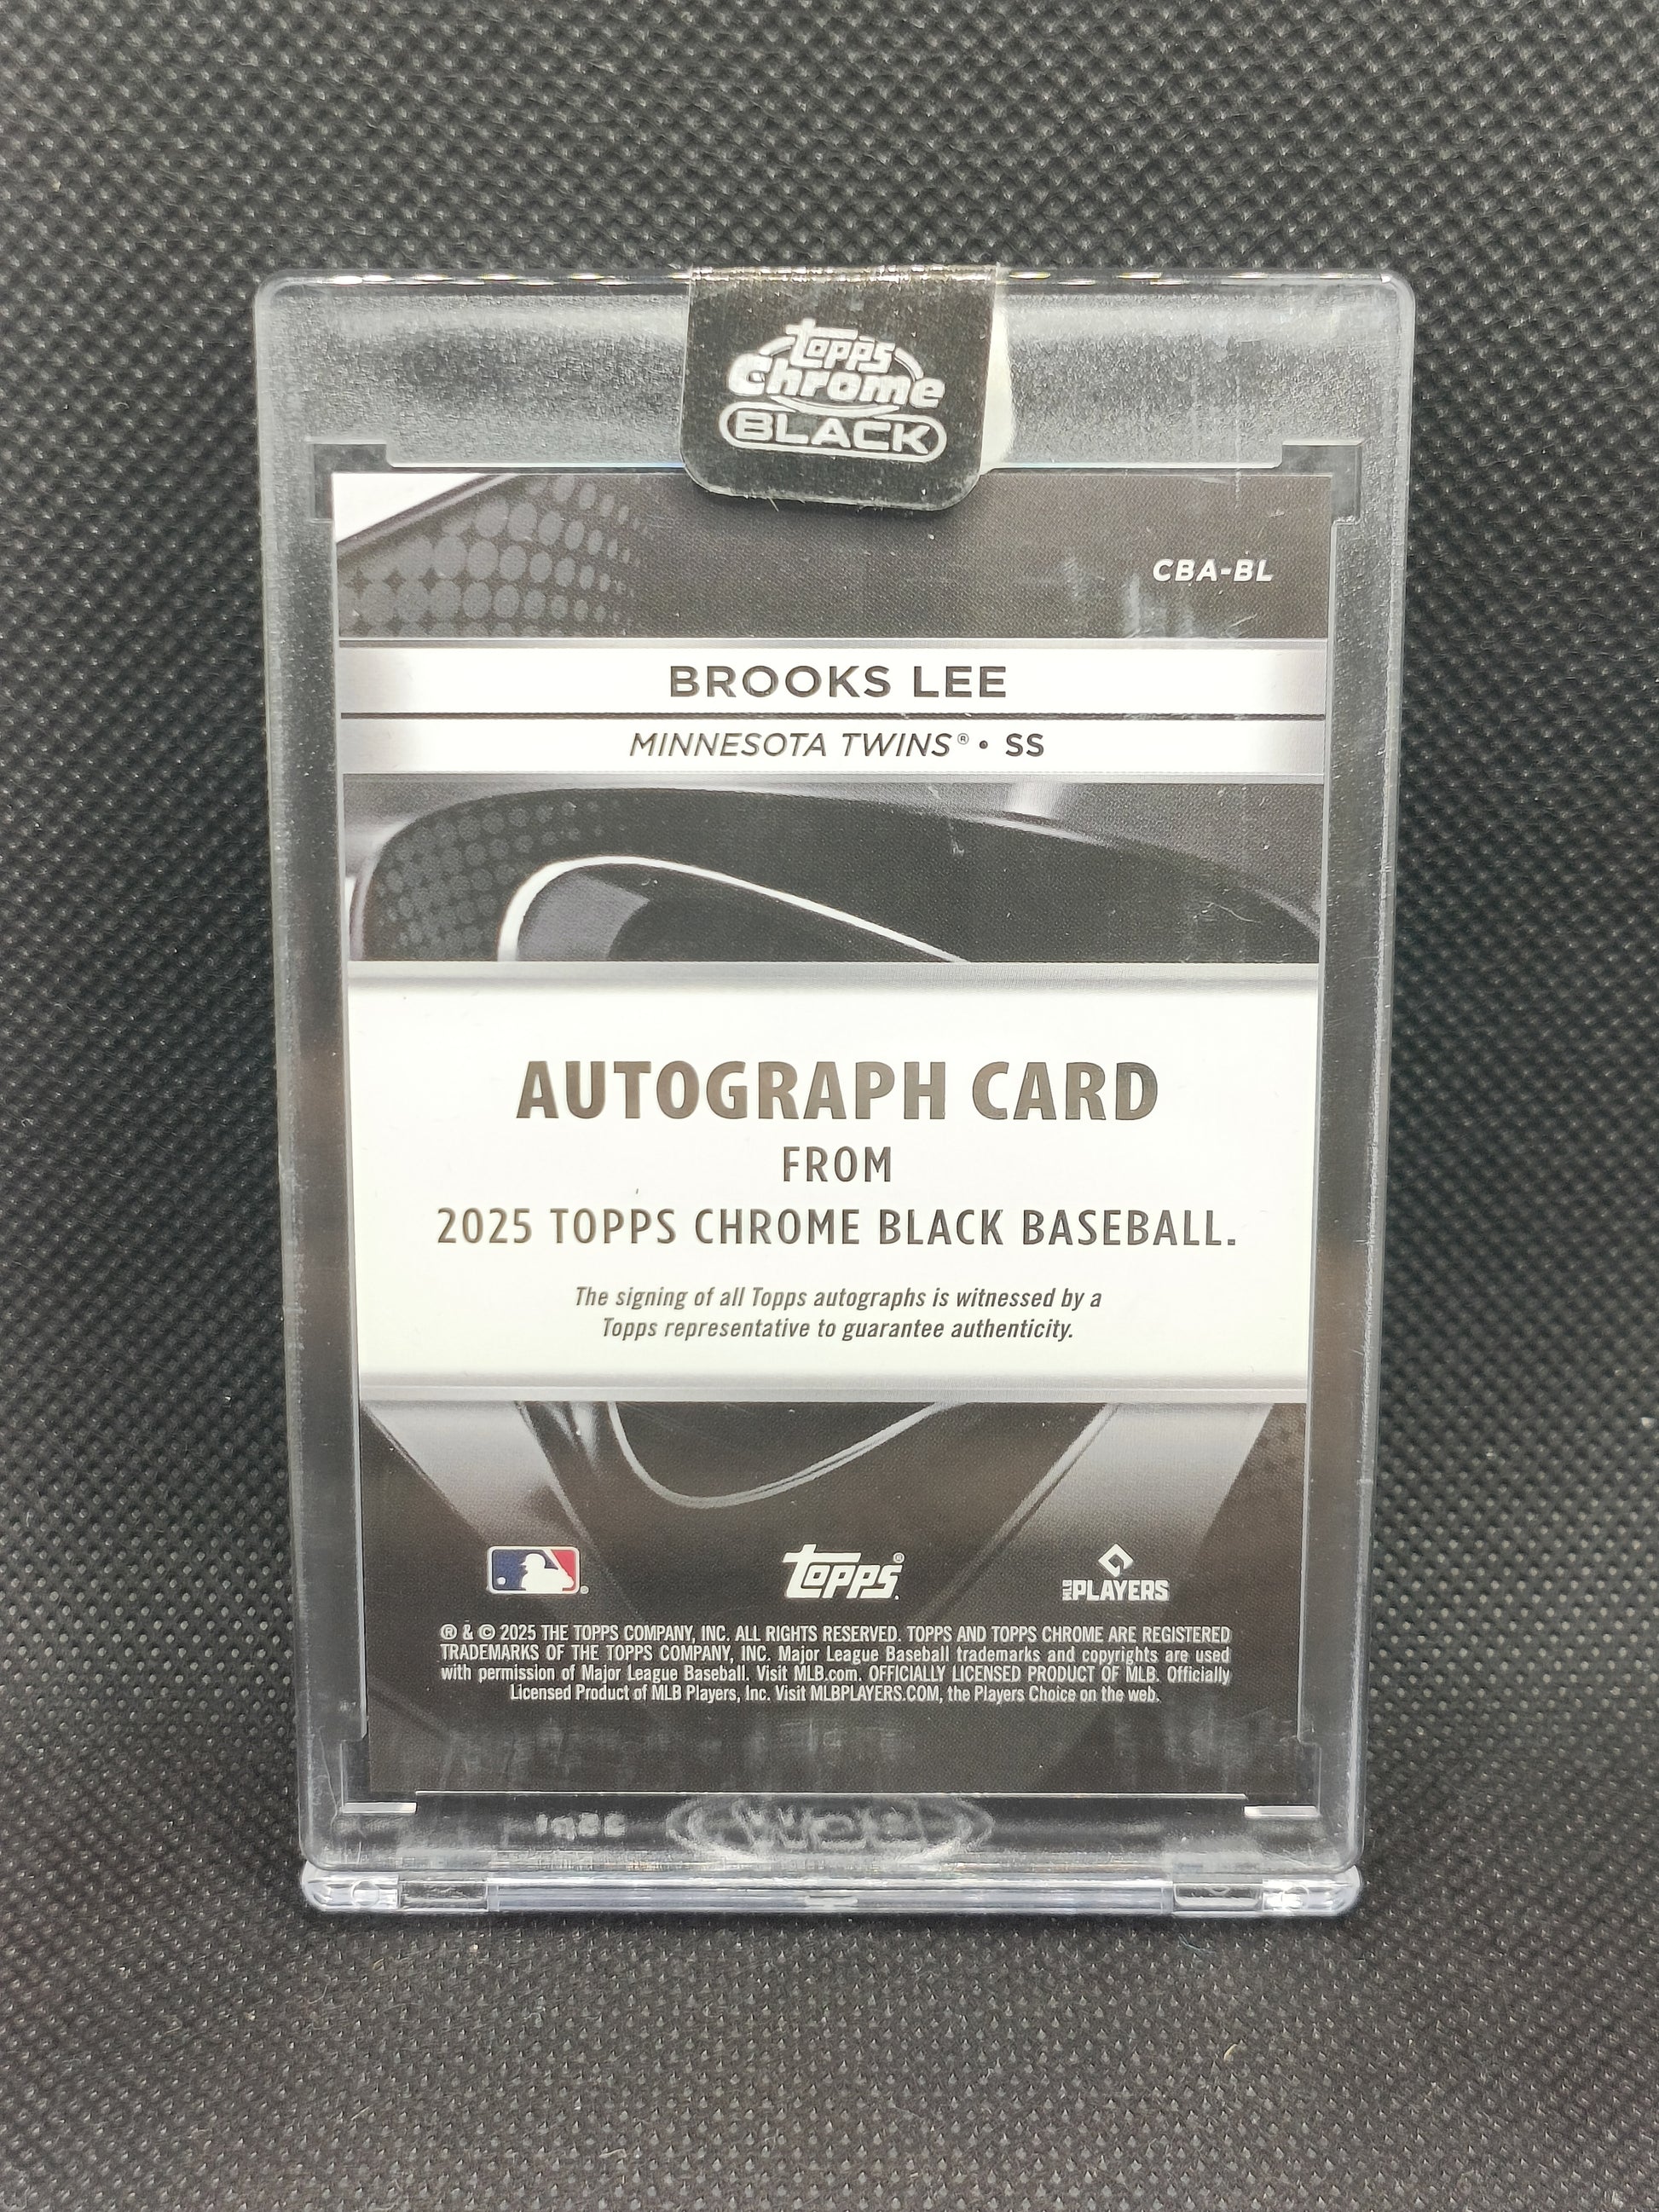 topps
Chrome
BLACK
CBA-BL
BROOKS LEE
MINNESOTA TWINS® • SS
AUTOGRAPH CARD
FROM
2025 TOPPS CHROME BLACK BASEBALL.
The signing of all Topps autographs is witnessed by a
Topps representative to guarantee authenticity.
topps®
MLB PLAYERS
® & © 2025 THE TOPPS COMPANY, INC. ALL RIGHTS RESERVED. TOPPS AND TOPPS CHROME ARE REGISTERED
TRADEMARKS OF THE TOPPS COMPANY, INC. Major League Baseball trademarks and copyrights are used
with permission of Major League Baseball. Visit MLB.com. OFFICIALLY LICENSED PRODUCT OF MLB. Officially
Licensed Product of MLB Players, Inc. Visit MLBPLAYERS.COM, the Players Choice on the web.